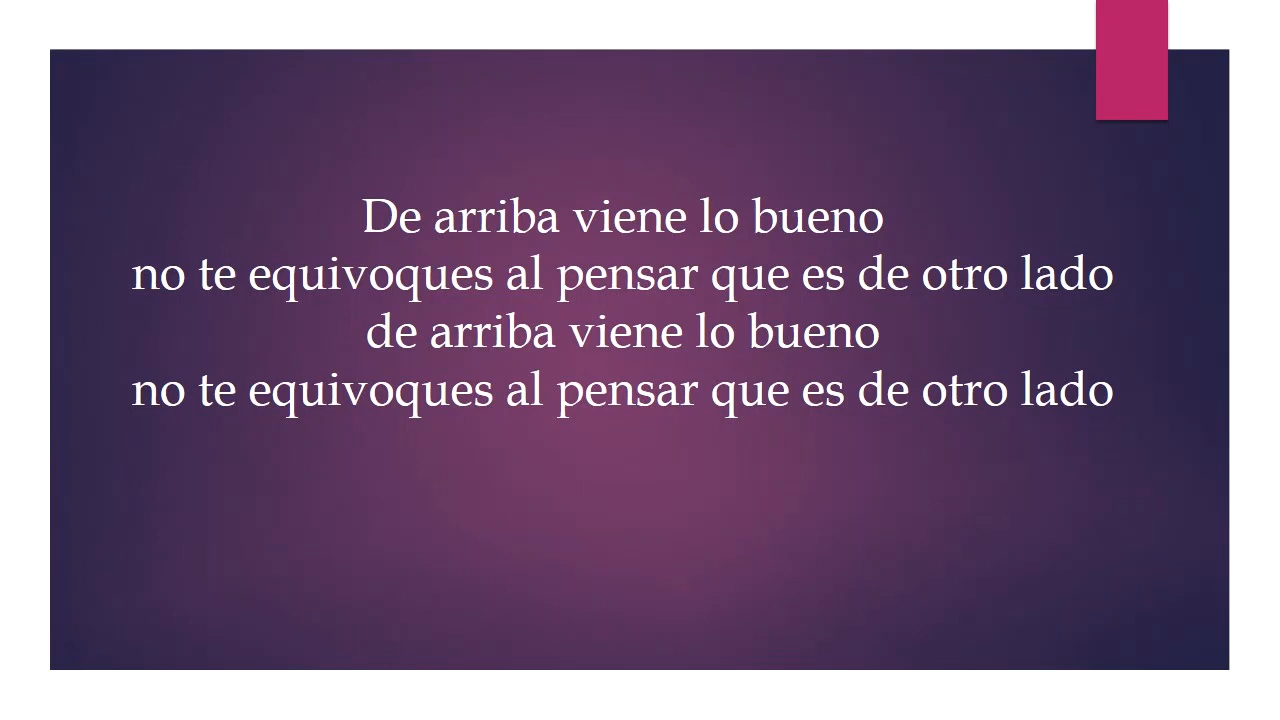 De arriba viene lo bueno
no te equivoques al pensar que es de otro lado
de arriba viene lo bueno
no te equivoques al pensar que es de otro lado